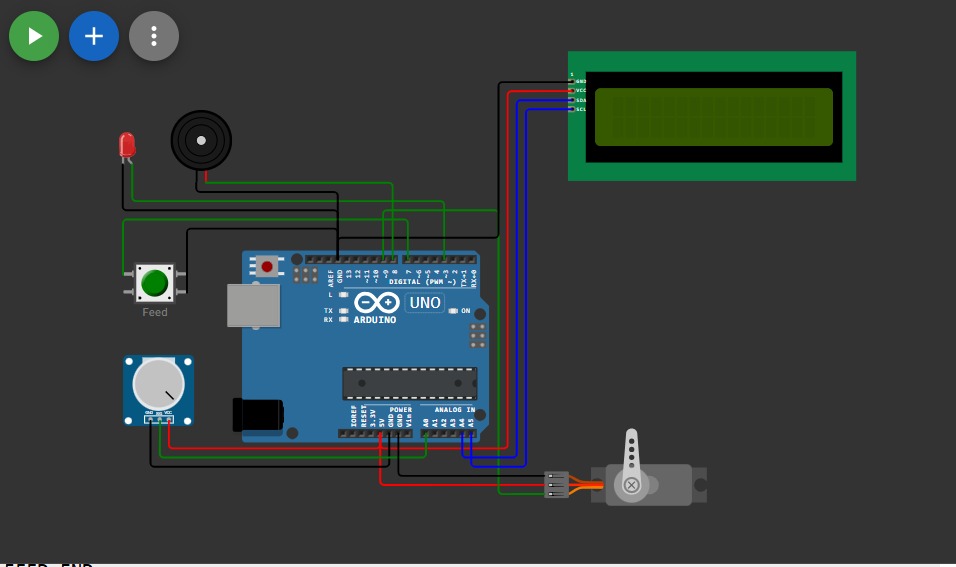 1
GND
VCC
SDA
SCL
AREF
GND
13
12
~11
~10
~9
8
7
~6
~5
4
~3
2
TX→1
RX←0
DIGITAL (PWM ~)
L
UNO
TX
RX
ON
ARDUINO
Feed
GND
SIG
VCC
POWER
ANALOG IN
IOREF
RESET
3.3V
5V
GND
GND
Vin
A0
A1
A2
A3
A4
A5